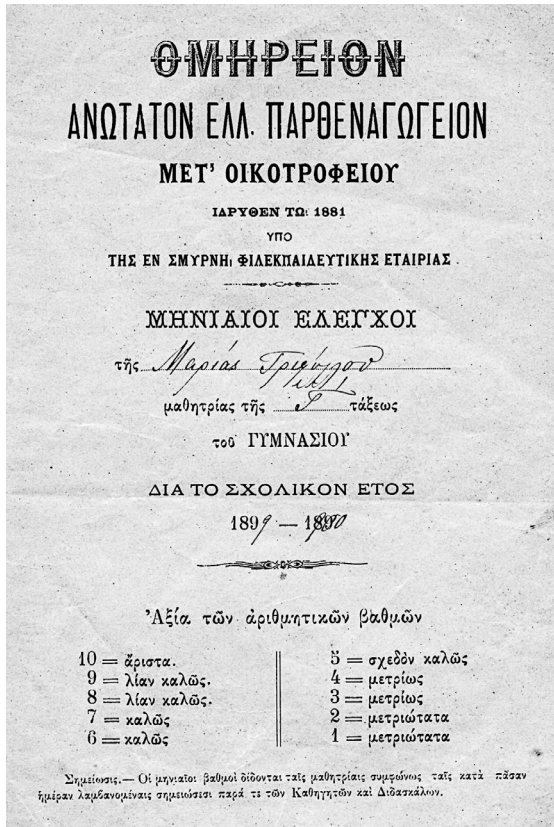 ΟΜΗΡΕΙΟΝ
ΑΝΩΤΑΤΟΝ ΕΛΛ. ΠΑΡΘΕΝΑΓΩΓΕΙΟΝ
ΜΕΤ' ΟΙΚΟΤΡΟΦΕΙΟΥ
ΙΔΡΥΘΕΝ ΤΩ: 1881
ΥΠΟ
ΤΗΣ ΕΝ ΣΜΥΡΝΗι ΦΙΛΕΚΠΑΙΔΕΥΤΙΚΗΣ ΕΤΑΙΡΙΑΣ
ΜΗΝΙΑΙΟΙ ΕΛΕΓΧΟΙ
τῆς Μαρίας
μαθητρίας τῆς τάξεως
τοῦ ΓΥΜΝΑΣΙΟΥ
ΔΙΑ ΤΟ ΣΧΟΛΙΚΟΝ ΕΤΟΣ
1899 —
Ἀξία τῶν ἀριθμητικῶν βαθμῶν
10 = ἄριστα.
9 = λίαν καλῶς.
8 = λίαν καλῶς.
7 = καλῶς
6 = καλῶς
5 = σχεδὸν καλῶς
4 = μετρίως
3 = μετρίως
2 = μετριώτατα
1 = μετριώτατα
Σημείωσις.— Οἱ μηνιαῖοι βαθμοὶ δίδονται ταῖς μαθητρίαις συμφώνως ταῖς κατὰ πᾶσαν
ἡμέραν λαμβανομέναις σημειώσεσι παρά τε τῶν Καθηγητῶν καὶ Διδασκάλων.